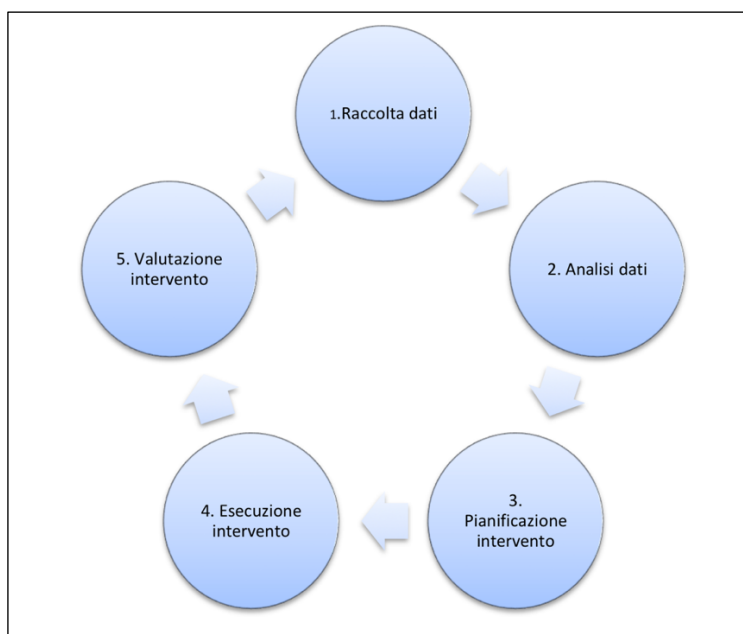 1.Raccolta dati
2. Analisi dati
3.
Pianificazione
intervento
4. Esecuzione
intervento
5. Valutazione
intervento